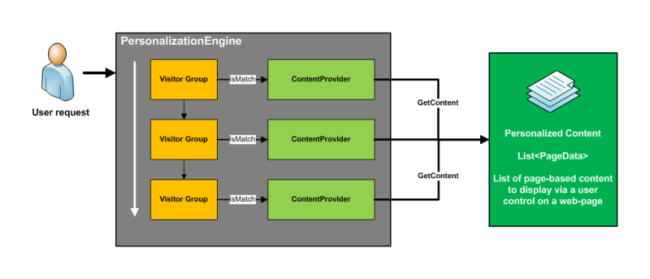 PersonalizationEngine
User request
Visitor Group
IsMatch
ContentProvider
Visitor Group
IsMatch
ContentProvider
Visitor Group
IsMatch
ContentProvider
GetContent
GetContent
Personalized Content
List<PageData>
List of page-based content
to display via a user
control on a web-page